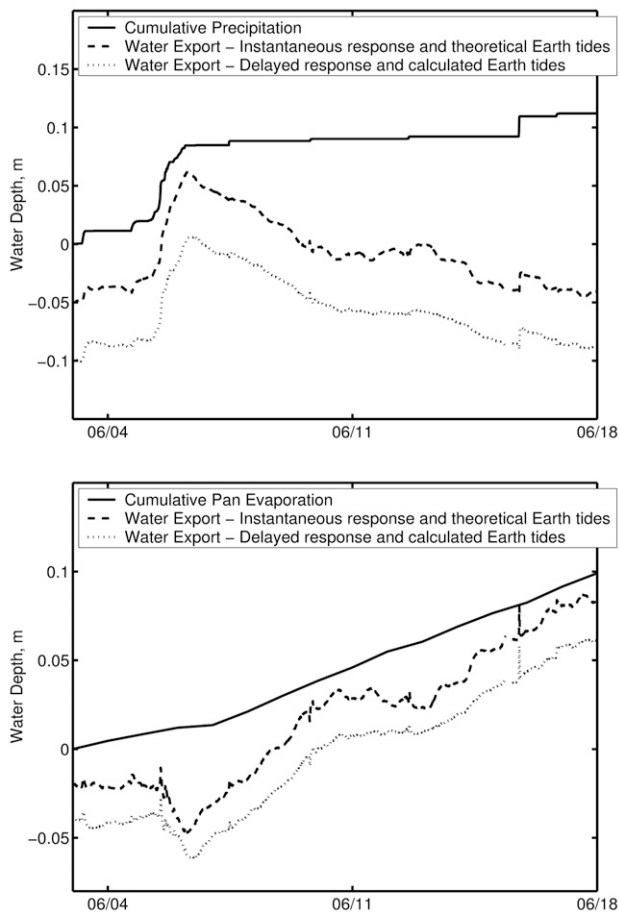 Cumulative Precipitation
Water Export – Instantaneous response and theoretical Earth tides
Water Export – Delayed response and calculated Earth tides
0.15
0.1
0.05
0
−0.05
−0.1
Water Depth, m
06/04 06/11 06/18
Cumulative Pan Evaporation
Water Export – Instantaneous response and theoretical Earth tides
Water Export – Delayed response and calculated Earth tides
0.1
0.05
0
−0.05
Water Depth, m
06/04 06/11 06/18